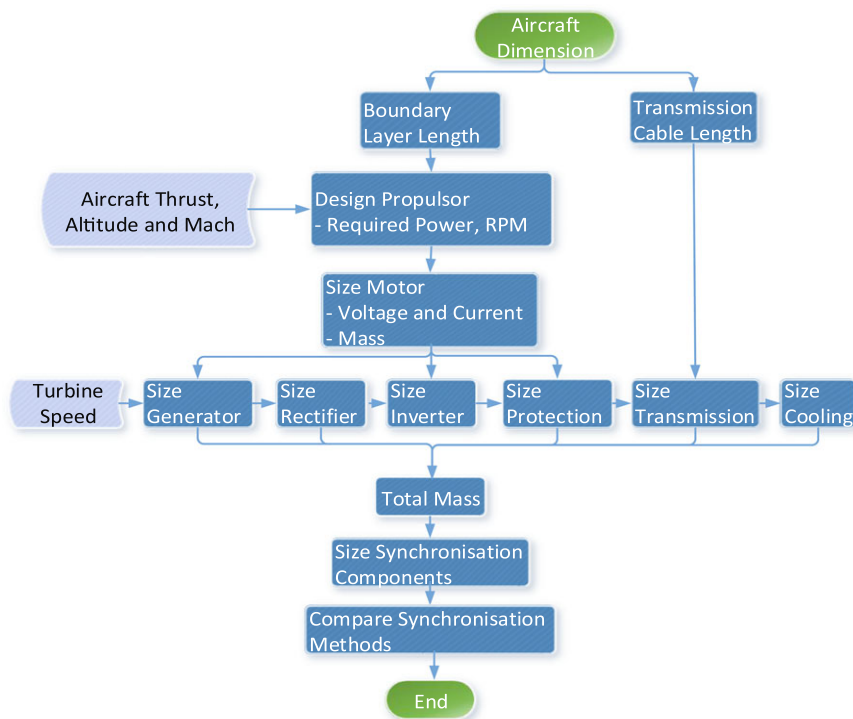 Aircraft
Dimension
Boundary
Layer Length
Transmission
Cable Length
Aircraft Thrust,
Altitude and Mach
Design Propulsor
- Required Power, RPM
Size Motor
- Voltage and Current
- Mass
Turbine
Speed
Size
Generator
Size
Rectifier
Size
Inverter
Size
Protection
Size
Transmission
Size
Cooling
Total Mass
Size Synchronisation
Components
Compare Synchronisation
Methods
End